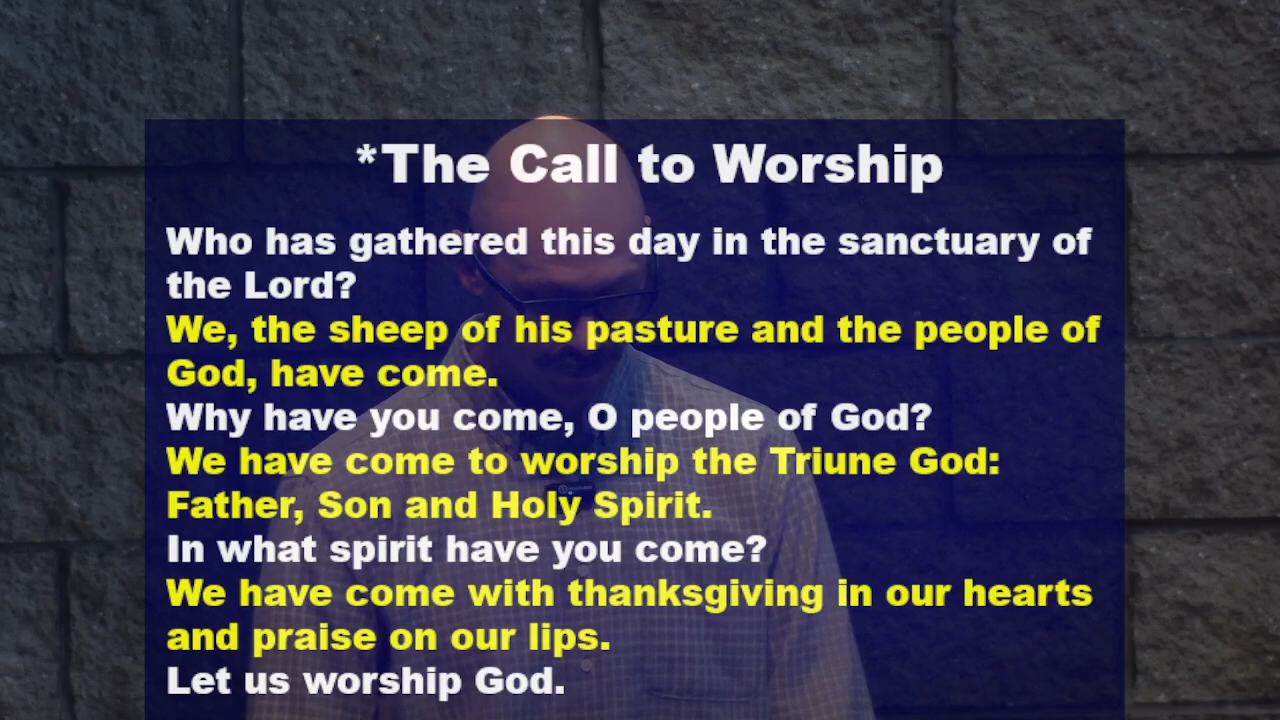 *The Call to Worship
Who has gathered this day in the sanctuary of
the Lord?
We, the sheep of his pasture and the people of
God, have come.
Why have you come, O people of God?
We have come to worship the Triune God:
Father, Son and Holy Spirit.
In what spirit have you come?
We have come with thanksgiving in our hearts
and praise on our lips.
Let us worship God.